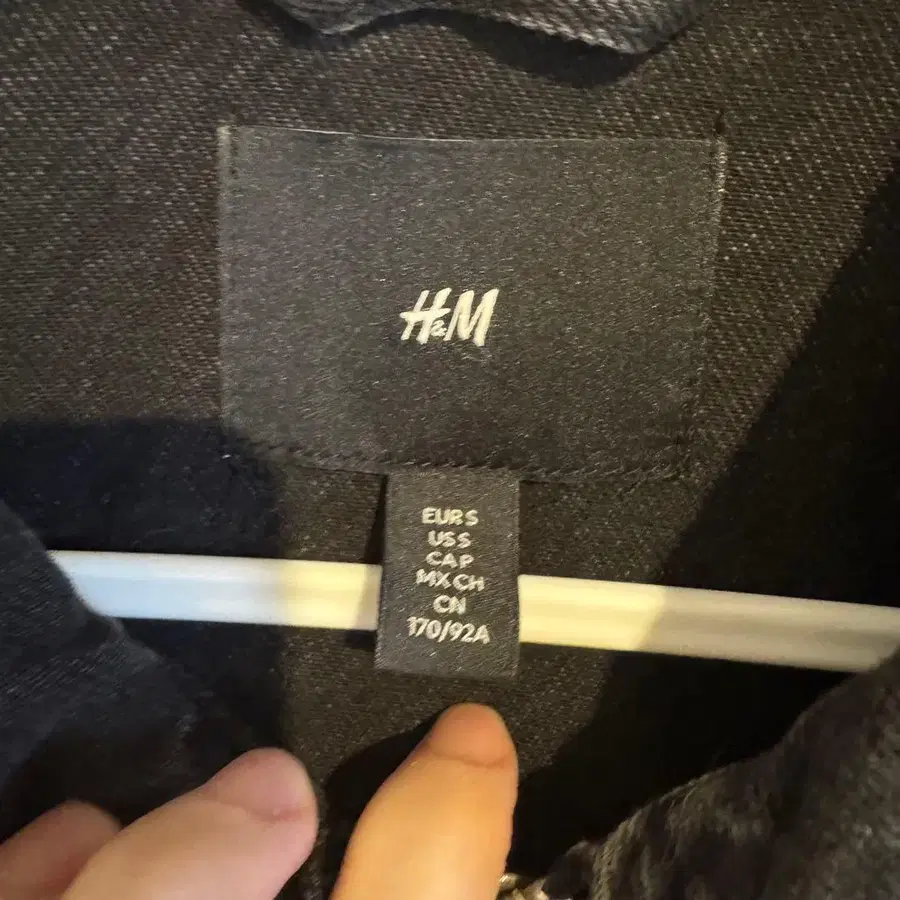 H&M
EUR S
US S
CA P
MX CH
CN
170/92A